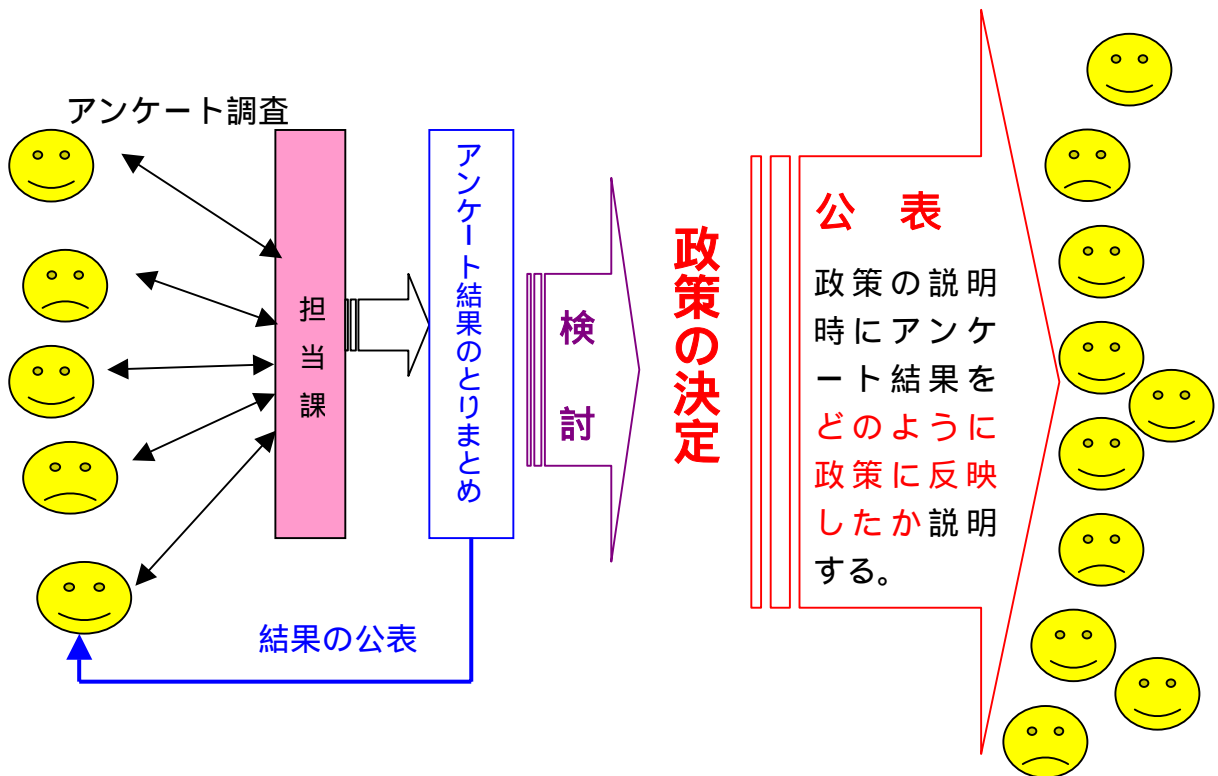 アンケート調査
担当課
アンケート結果のとりまとめ
検討
政策の決定
公表
政策の説明
時にアンケ
ート結果を
どのように
政策に反映
したか説明
する。
結果の公表